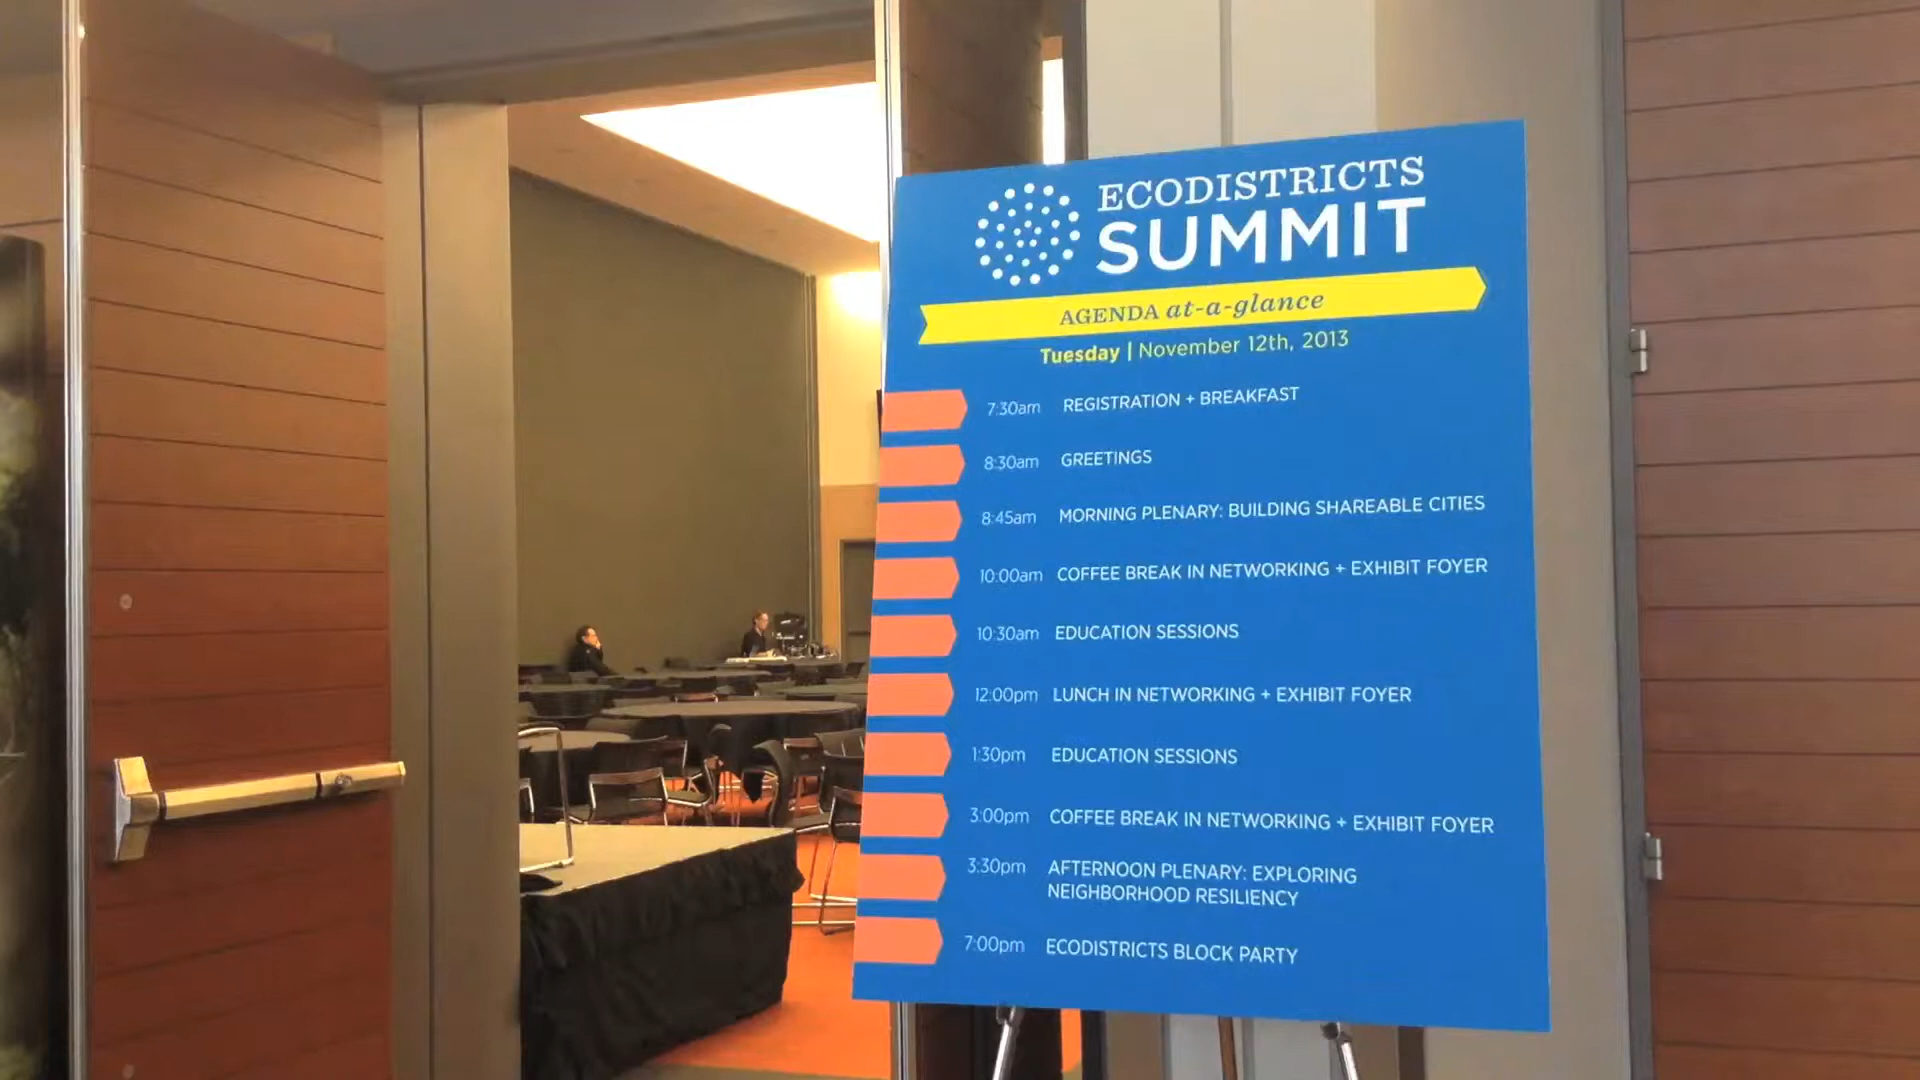 ECODISTRICTS
SUMMIT
AGENDA at-a-glance
Tuesday | November 12th, 2013
7:30am REGISTRATION + BREAKFAST
8:30am GREETINGS
8:45am MORNING PLENARY: BUILDING SHAREABLE CITIES
10:00am COFFEE BREAK IN NETWORKING + EXHIBIT FOYER
10:30am EDUCATION SESSIONS
12:00pm LUNCH IN NETWORKING + EXHIBIT FOYER
1:30pm EDUCATION SESSIONS
3:00pm COFFEE BREAK IN NETWORKING + EXHIBIT FOYER
3:30pm AFTERNOON PLENARY: EXPLORING
NEIGHBORHOOD RESILIENCY
7:00pm ECODISTRICTS BLOCK PARTY